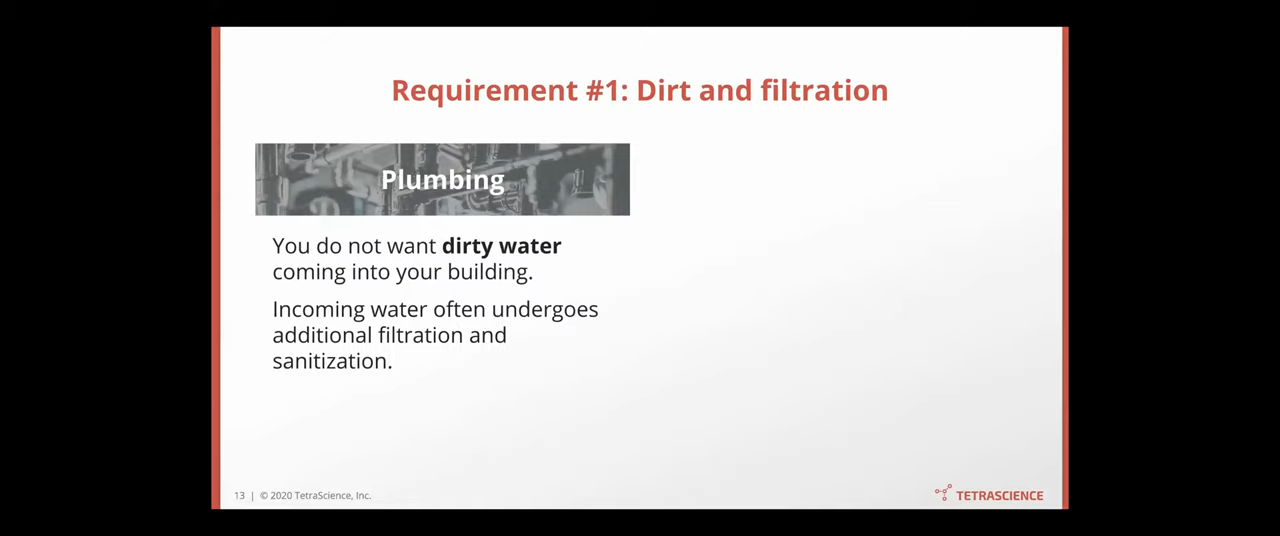 Requirement #1: Dirt and filtration
Plumbing
You do not want dirty water
coming into your building.
Incoming water often undergoes
additional filtration and
sanitization.
13 | © 2020 TetraScience, Inc.
TETRASCIENCE